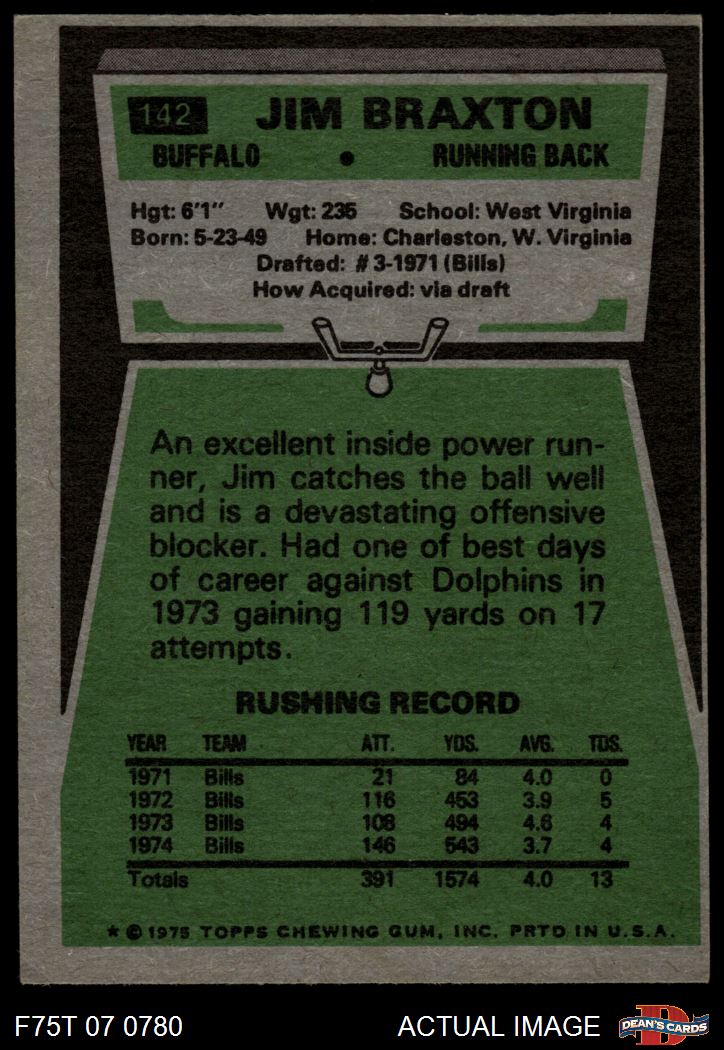 142 JIM BRAXTON
BUFFALO • RUNNING BACK
Hgt: 6'1" Wgt: 235 School: West Virginia
Born: 5-23-49 Home: Charleston, W. Virginia
Drafted: #3-1971 (Bills)
How Acquired: via draft
An excellent inside power run-
ner, Jim catches the ball well
and is a devastating offensive
blocker. Had one of best days
of career against Dolphins in
1973 gaining 119 yards on 17
attempts.
RUSHING RECORD
YEAR TEAM ATT. YDS. AVG. TDS.
1971 Bills 21 84 4.0 0
1972 Bills 116 453 3.9 5
1973 Bills 108 494 4.6 4
1974 Bills 146 543 3.7 4
Totals 391 1574 4.0 13
* © 1975 TOPPS CHEWING GUM, INC. PRTD IN U.S.A.
F75T 07 0780 ACTUAL IMAGE D DEAN'S CARDS